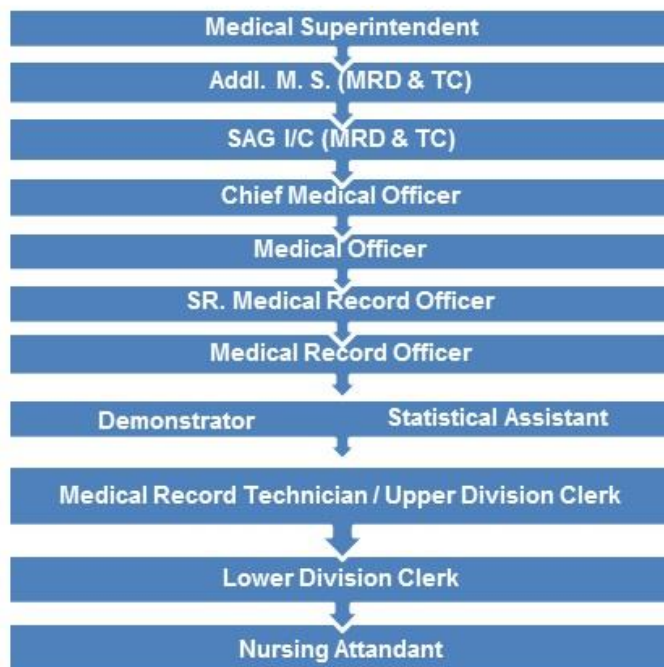 Medical Superintendent
Addl. M. S. (MRD & TC)
SAG I/C (MRD & TC)
Chief Medical Officer
Medical Officer
SR. Medical Record Officer
Medical Record Officer
Demonstrator Statistical Assistant
Medical Record Technician / Upper Division Clerk
Lower Division Clerk
Nursing Attandant